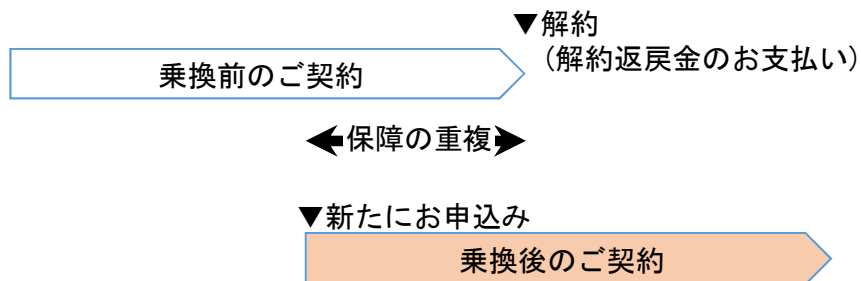 ▼解約
(解約返戻金のお支払い)
乗換前のご契約
保障の重複
▼新たにお申込み
乗換後のご契約